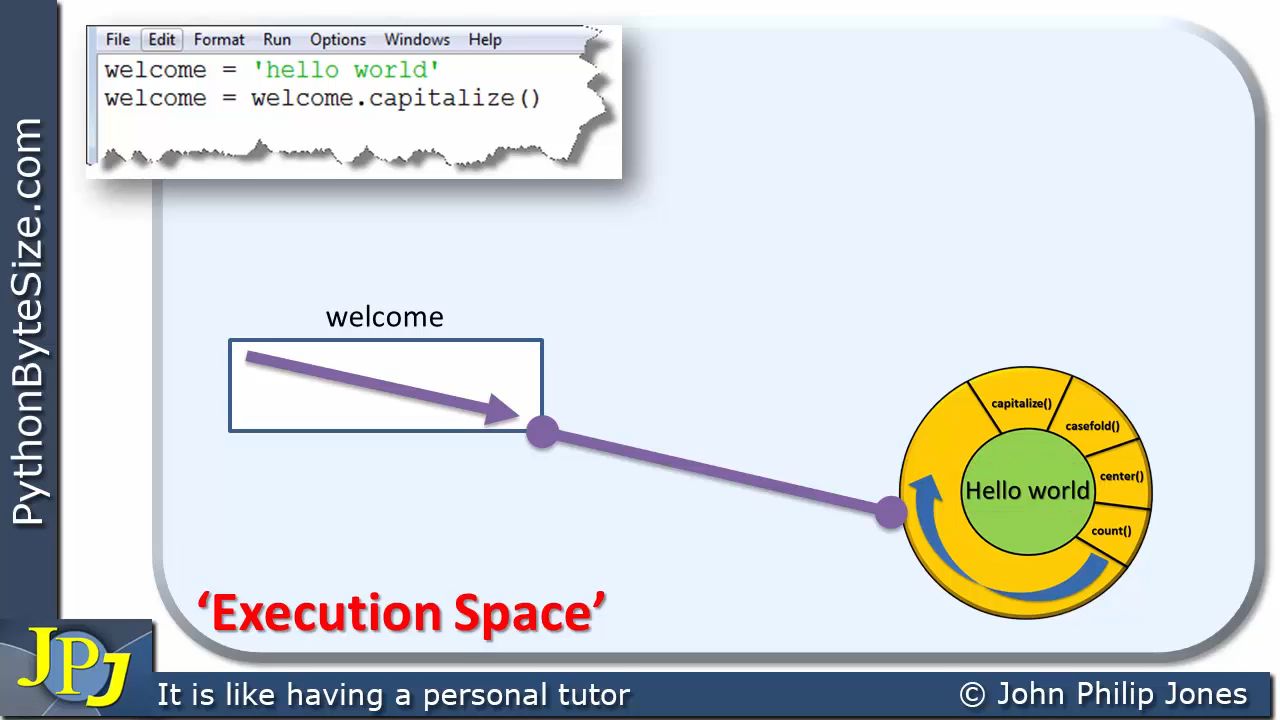 File Edit Format Run Options Windows Help
welcome = 'hello world'
welcome = welcome.capitalize()
PythonByteSize.com
welcome
capitalize()
casefold()
center()
Hello world
count()
‘Execution Space’
JPJ
It is like having a personal tutor
© John Philip Jones